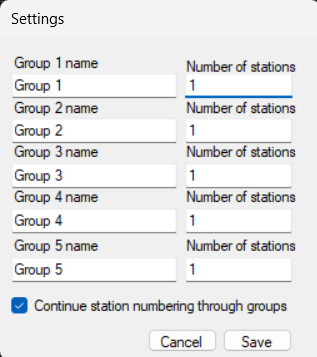 Settings
Group 1 name Number of stations
Group 1 1
Group 2 name Number of stations
Group 2 1
Group 3 name Number of stations
Group 3 1
Group 4 name Number of stations
Group 4 1
Group 5 name Number of stations
Group 5 1
Continue station numbering through groups
Cancel Save